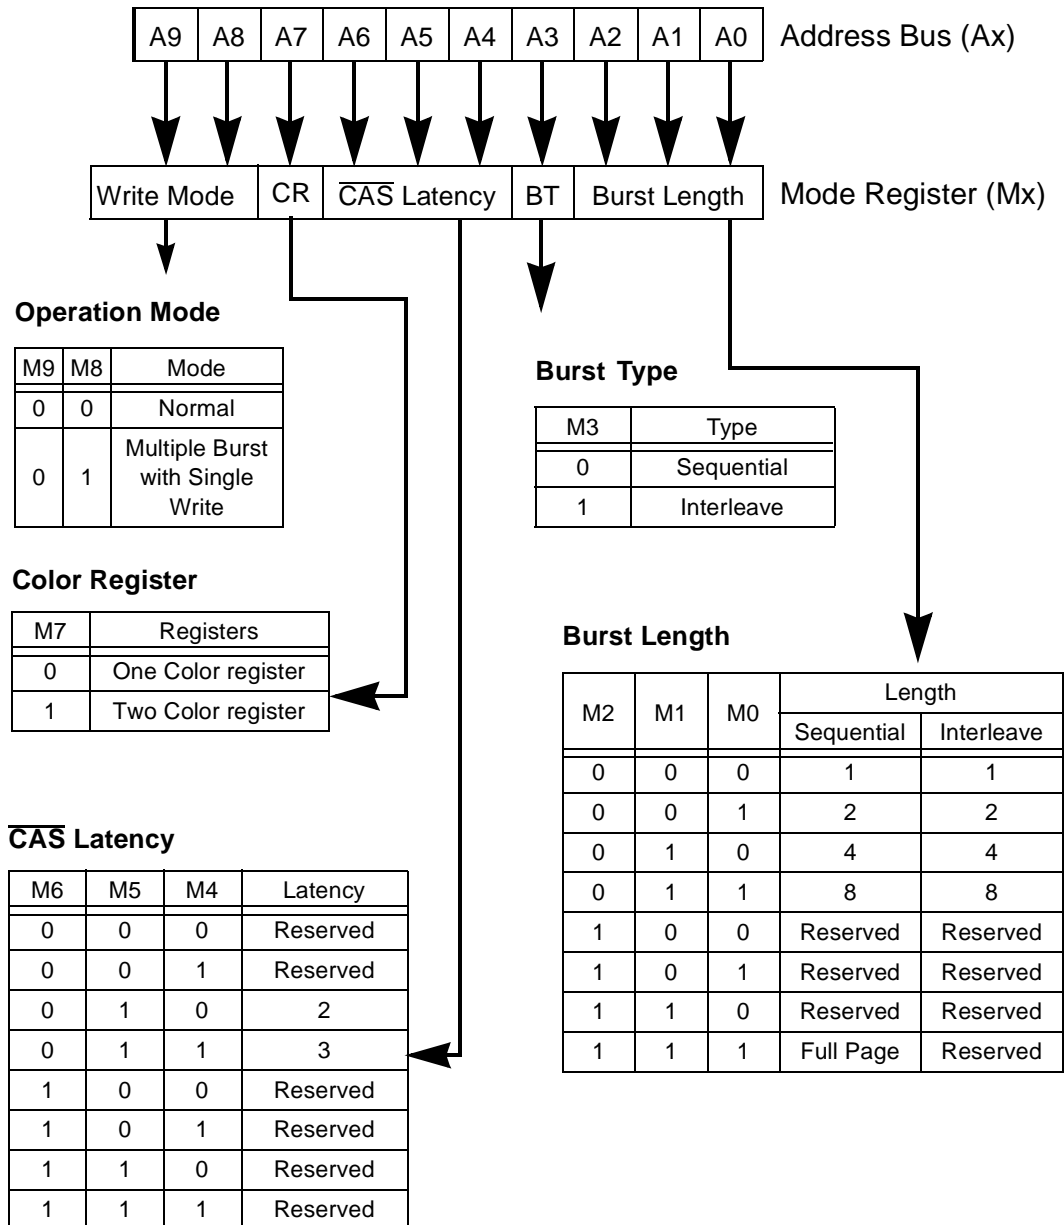 A9 A8 A7 A6 A5 A4 A3 A2 A1 A0 Address Bus (Ax)
Write Mode CR C̅A̅S̅ Latency BT Burst Length Mode Register (Mx)
Operation Mode
M9 M8 Mode
0 0 Normal
0 1 Multiple Burst
with Single
Write
Burst Type
M3 Type
0 Sequential
1 Interleave
Color Register
M7 Registers
0 One Color register
1 Two Color register
Burst Length
M2 M1 M0 Length
Sequential Interleave
0 0 0 1 1
0 0 1 2 2
0 1 0 4 4
0 1 1 8 8
1 0 0 Reserved Reserved
1 0 1 Reserved Reserved
1 1 0 Reserved Reserved
1 1 1 Full Page Reserved
C̅A̅S̅ Latency
M6 M5 M4 Latency
0 0 0 Reserved
0 0 1 Reserved
0 1 0 2
0 1 1 3
1 0 0 Reserved
1 0 1 Reserved
1 1 0 Reserved
1 1 1 Reserved